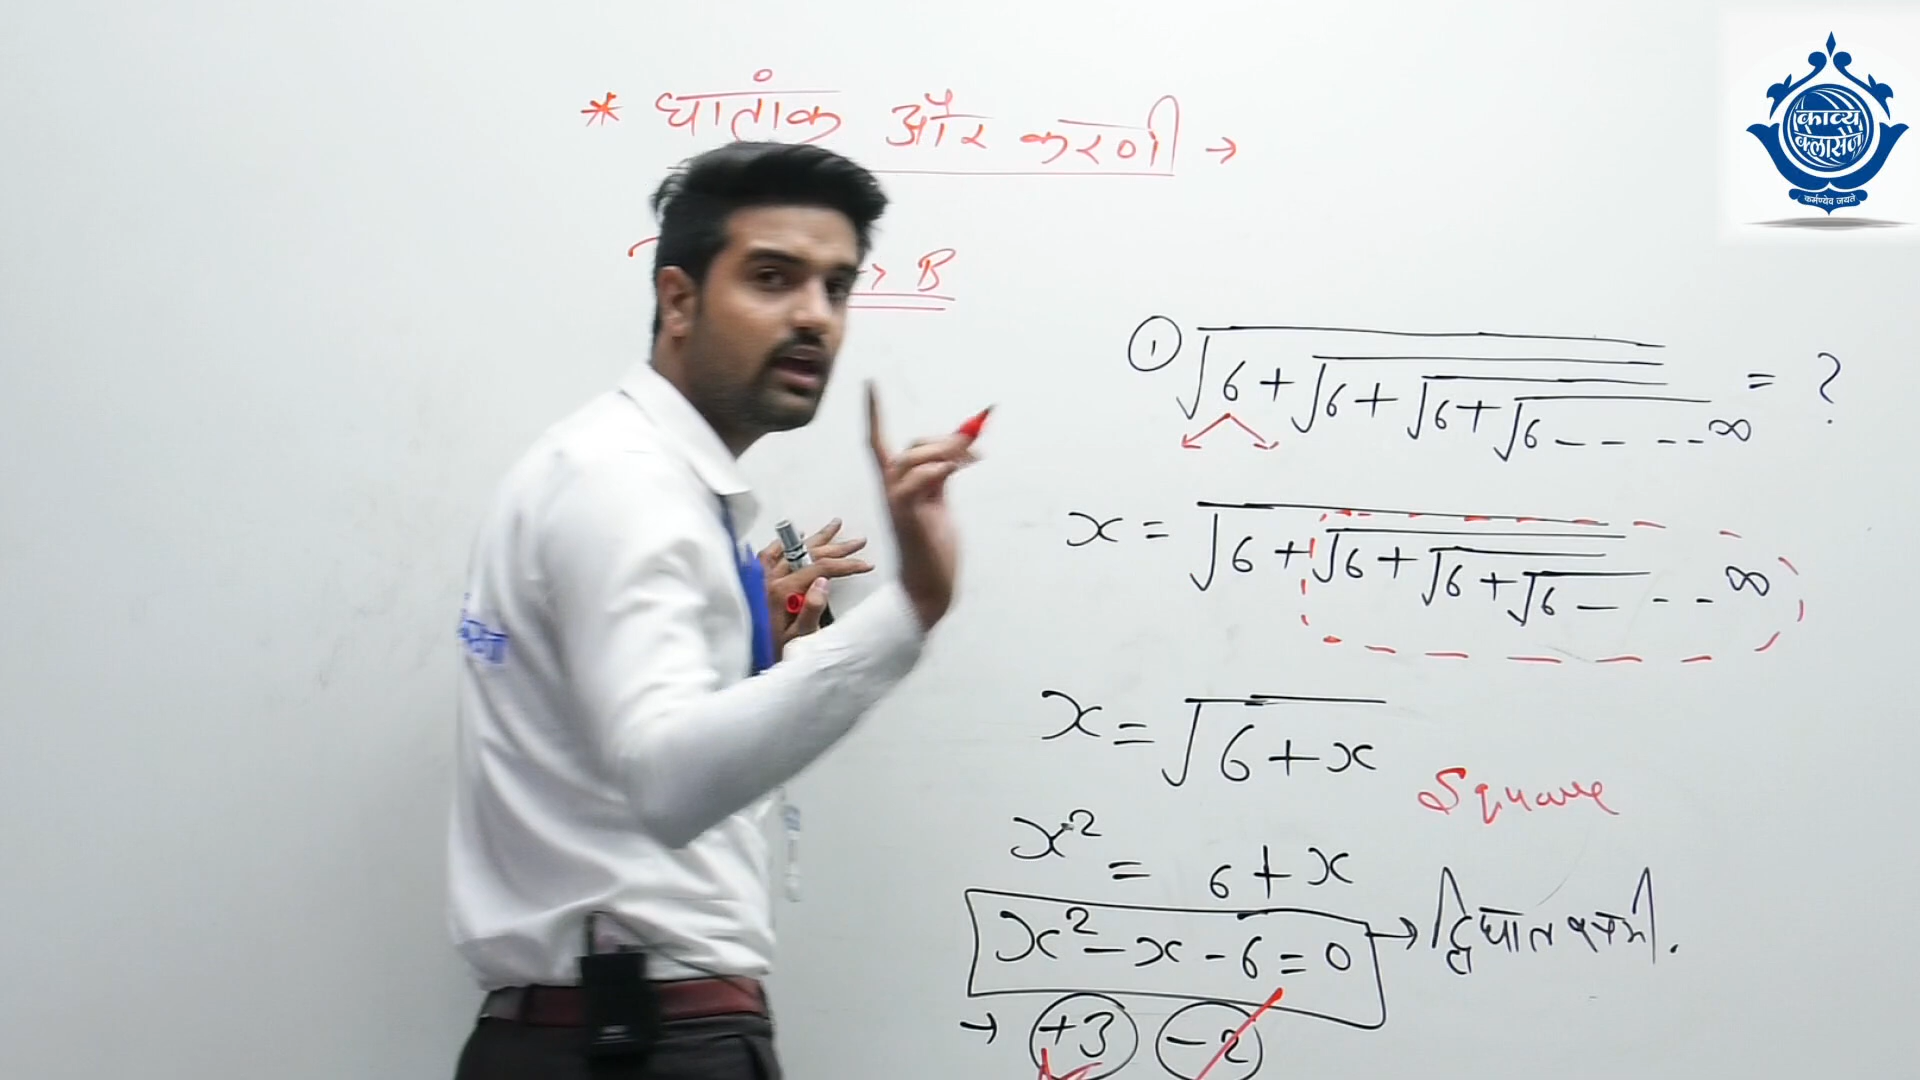 * घातांक और करणी →
→ B
① √6+√6+√6+√6 - - - - ∞ = ?
x = √6+√6+√6+√6 - - - ∞
x = √6+x
Square
x² = 6+x
x²-x-6=0 → द्विघात समी.
→ +3 -2
काव्य
क्लासेज
कर्मण्येव जयते